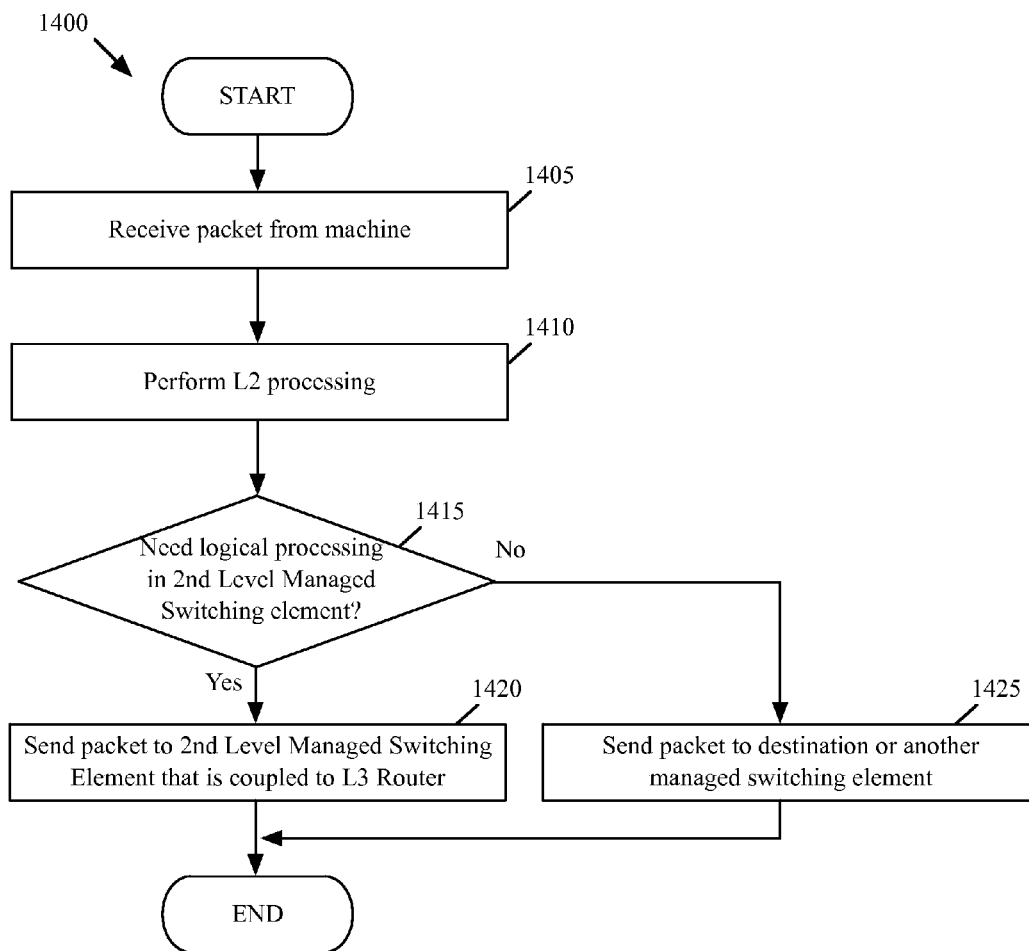 1400
START
1405
Receive packet from machine
1410
Perform L2 processing
1415
Need logical processing
in 2nd Level Managed
Switching element?
No
Yes
1420
Send packet to 2nd Level Managed Switching
Element that is coupled to L3 Router
1425
Send packet to destination or another
managed switching element
END